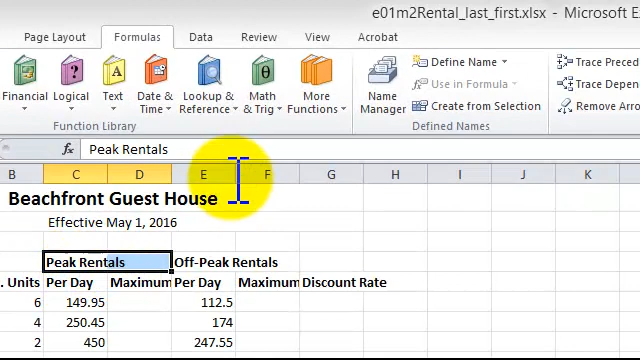 e01m2Rental_last_first.xlsx - Microsoft Ex
Page Layout Formulas Data Review View Add-Ins Acrobat
Financial Logical Text Date & Time Lookup & Reference Math & Trig More Functions
Function Library
Name Manager
Define Name
Use in Formula
Create from Selection
Defined Names
Trace Preced
Trace Depen
Remove Arro
fx Peak Rentals
B C D E F G H I J K
Beachfront Guest House
Effective May 1, 2016
Peak Rentals Off-Peak Rentals
. Units Per Day Maximum Per Day Maximum Discount Rate
6 149.95 112.5
4 250.45 174
2 450 247.55